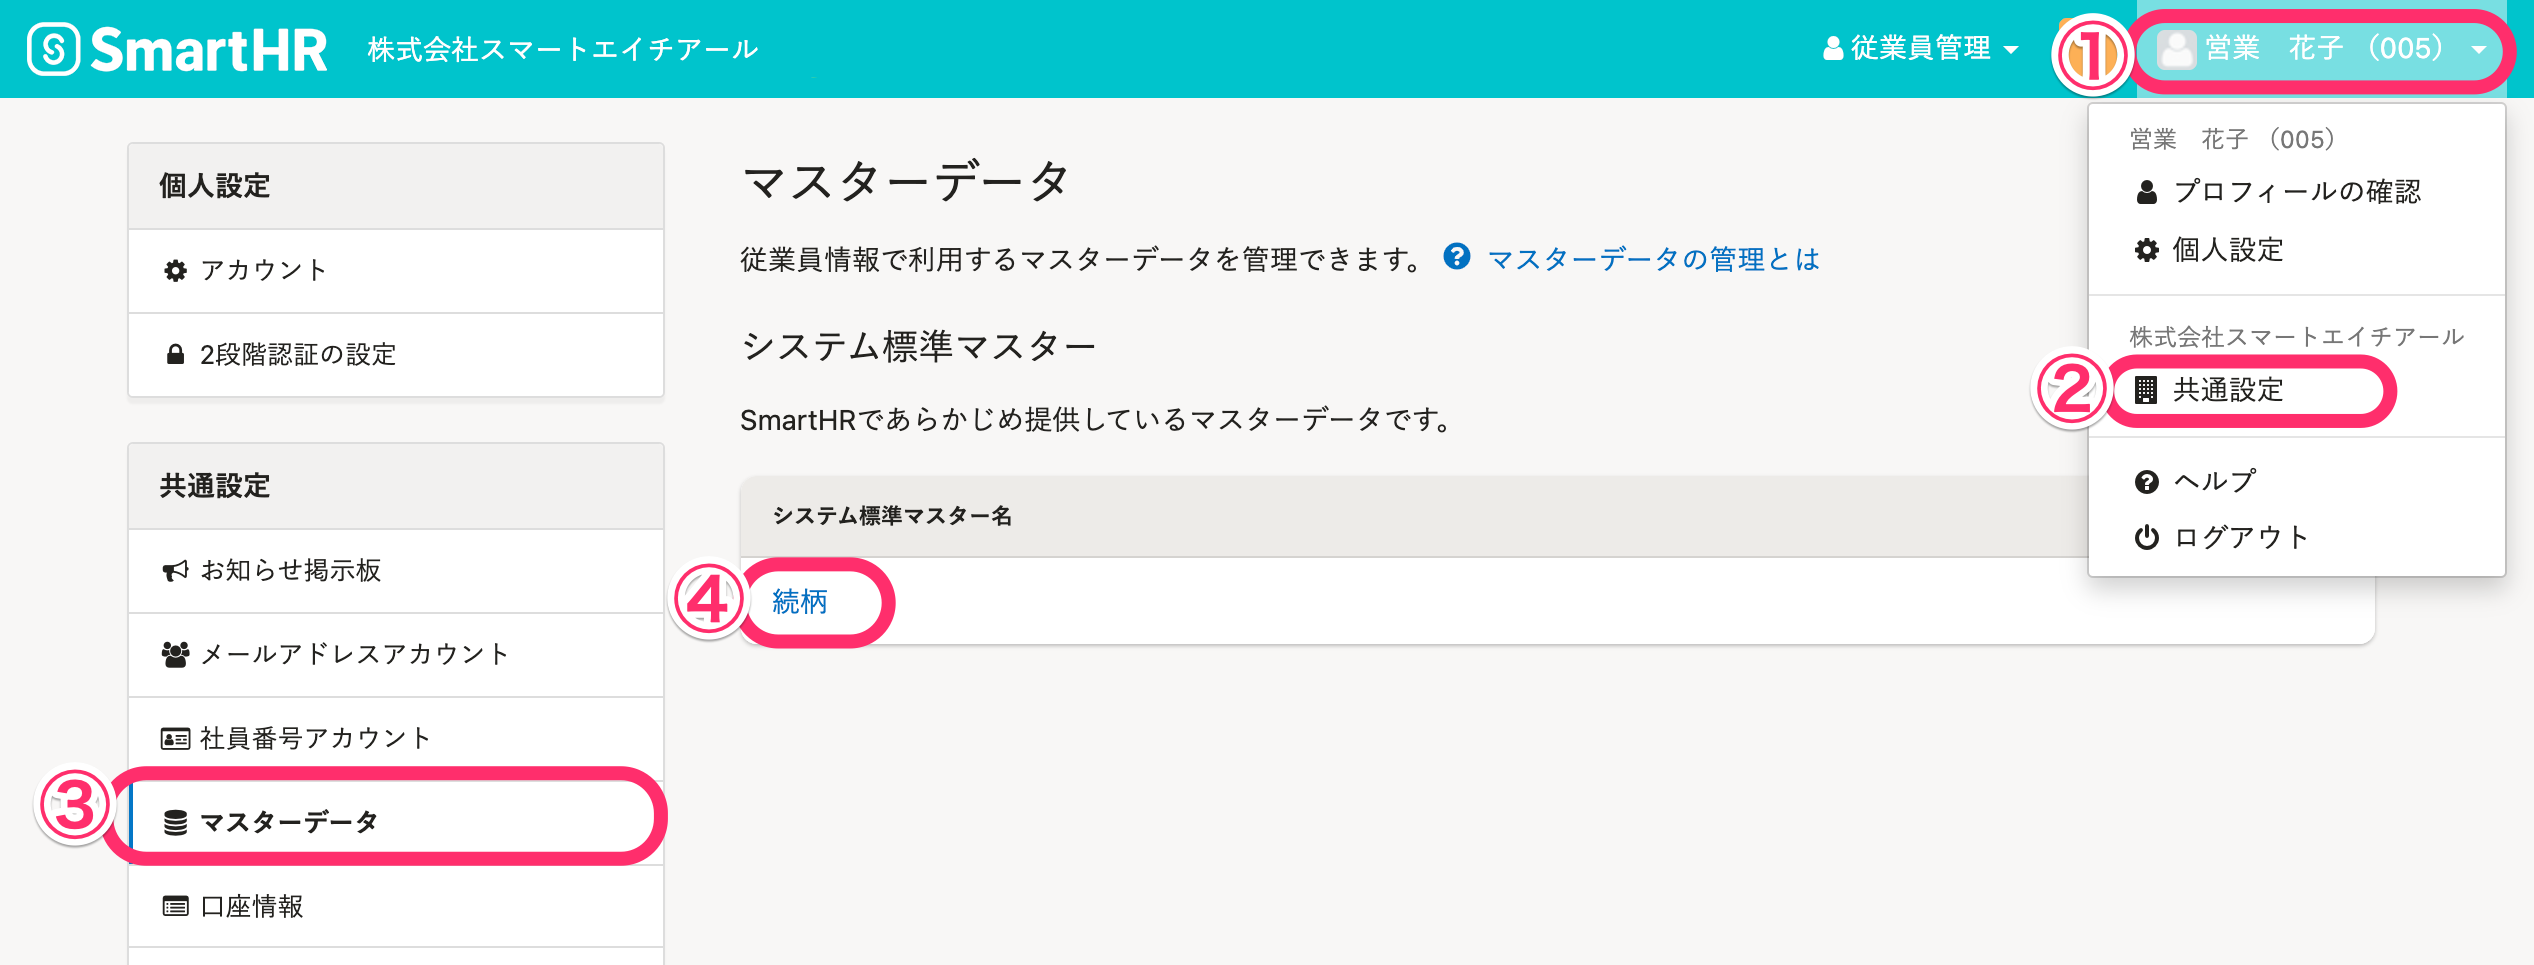 SmartHR 株式会社スマートエイチアール 従業員管理 ① 営業　花子 （005）
営業　花子 （005）
プロフィールの確認
個人設定
株式会社スマートエイチアール
② 共通設定
ヘルプ
ログアウト
個人設定
アカウント
2段階認証の設定
共通設定
お知らせ掲示板
メールアドレスアカウント
社員番号アカウント
③ マスターデータ
口座情報
マスターデータ
従業員情報で利用するマスターデータを管理できます。 ? マスターデータの管理とは
システム標準マスター
SmartHRであらかじめ提供しているマスターデータです。
システム標準マスター名
④ 続柄